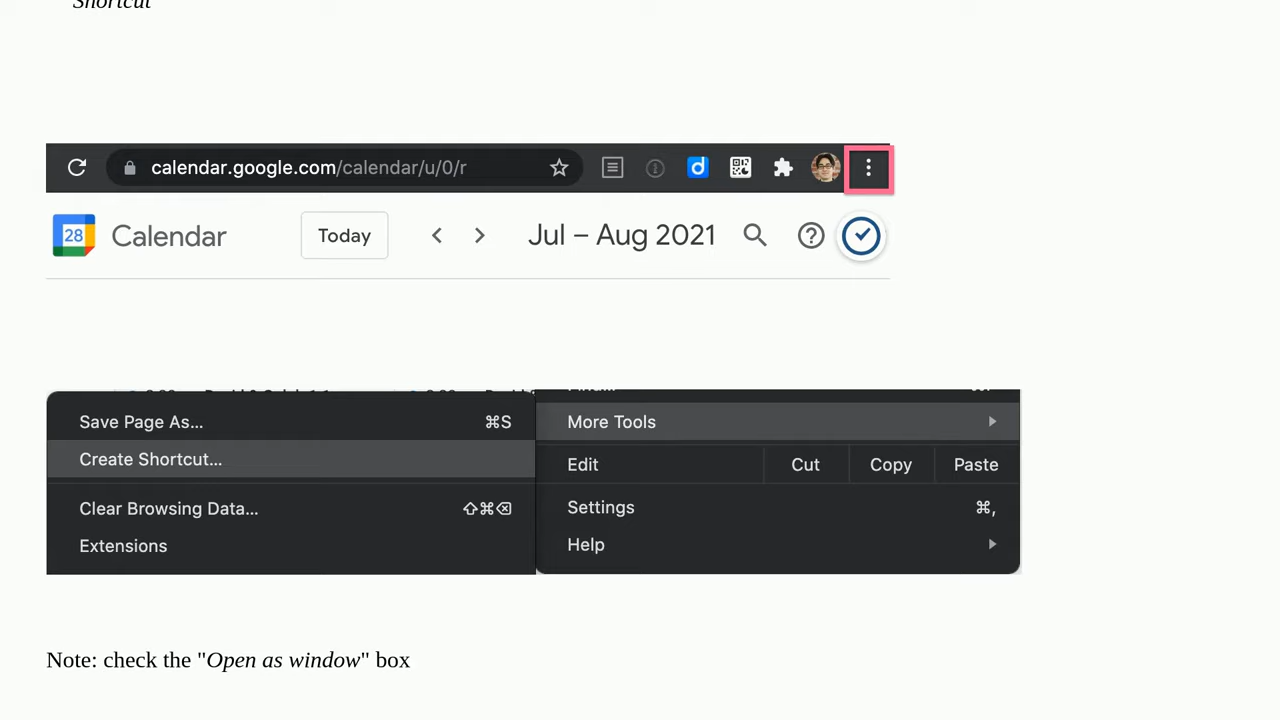 Shortcut
calendar.google.com/calendar/u/0/r
28 Calendar Today Jul – Aug 2021
Save Page As... ⌘S
Create Shortcut...
Clear Browsing Data... ⇧⌘⌫
Extensions
More Tools
Edit Cut Copy Paste
Settings ⌘,
Help
Note: check the "Open as window" box